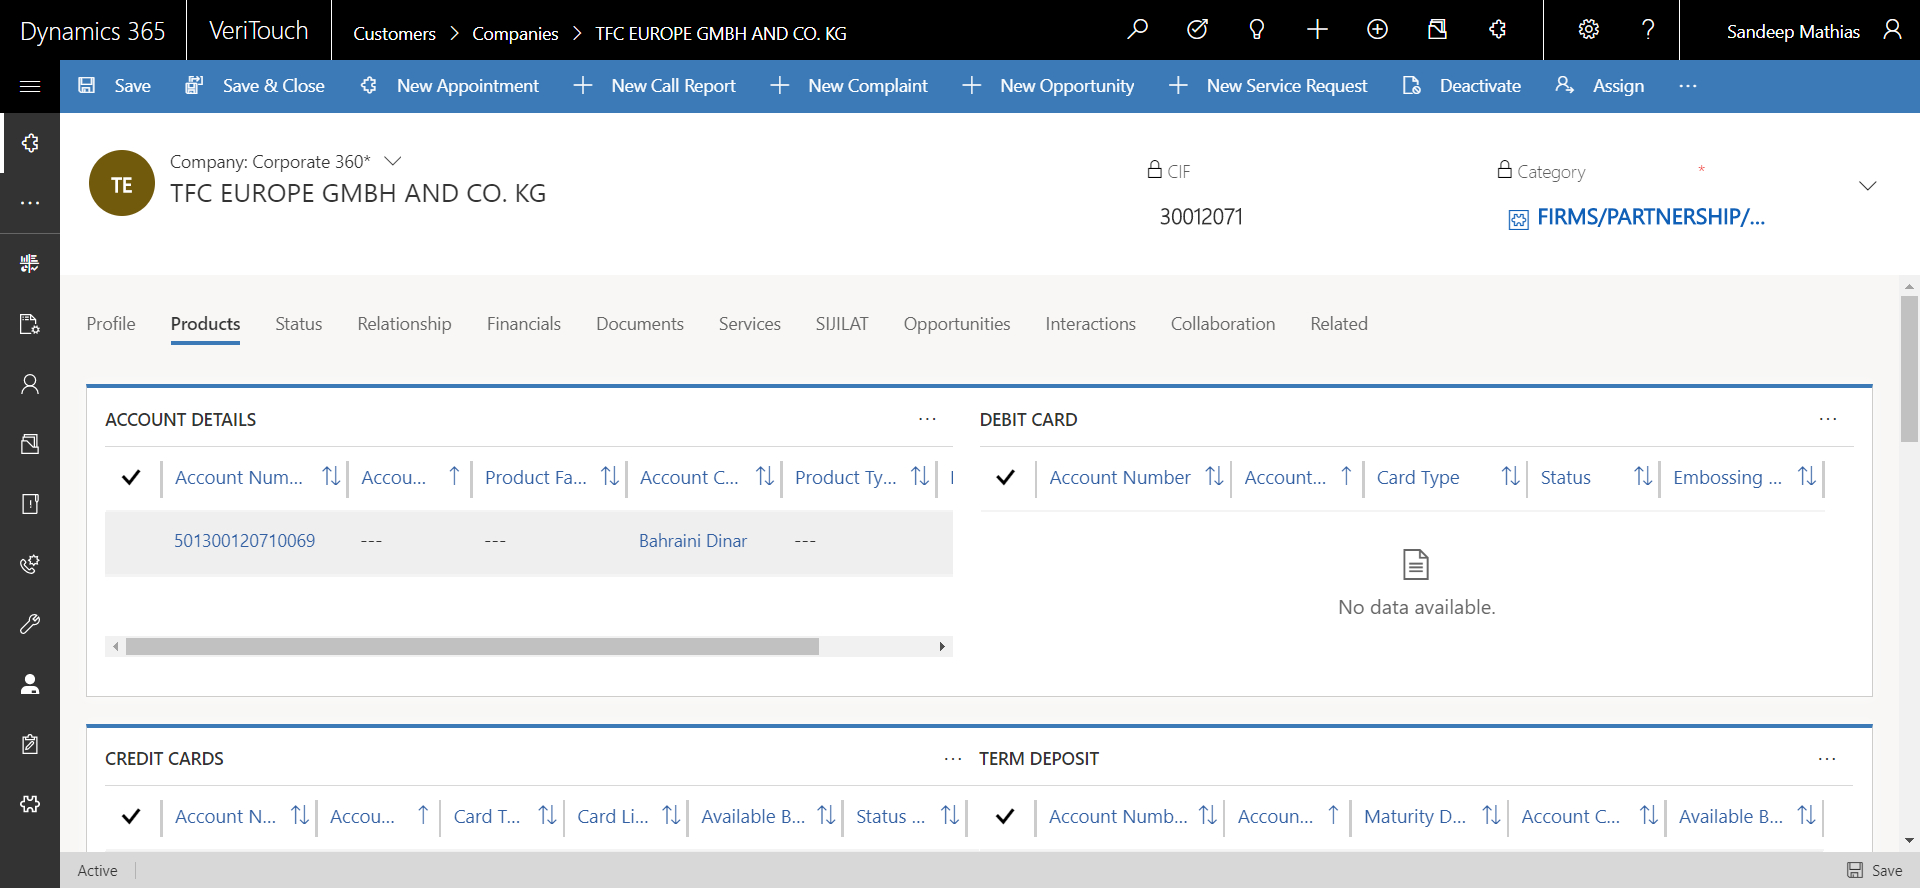 Dynamics 365
VeriTouch
Customers > Companies > TFC EUROPE GMBH AND CO. KG
Sandeep Mathias
Save
Save & Close
New Appointment
New Call Report
New Complaint
New Opportunity
New Service Request
Deactivate
Assign
TE
Company: Corporate 360*
TFC EUROPE GMBH AND CO. KG
CIF
30012071
Category *
FIRMS/PARTNERSHIP/...
Profile
Products
Status
Relationship
Financials
Documents
Services
SIJILAT
Opportunities
Interactions
Collaboration
Related
ACCOUNT DETAILS
Account Num...
Accou...
Product Fa...
Account C...
Product Ty...
501300120710069
---
---
Bahraini Dinar
---
DEBIT CARD
Account Number
Account...
Card Type
Status
Embossing ...
No data available.
CREDIT CARDS
Account N...
Accou...
Card T...
Card Li...
Available B...
Status ...
TERM DEPOSIT
Account Numb...
Accoun...
Maturity D...
Account C...
Available B...
Active
Save